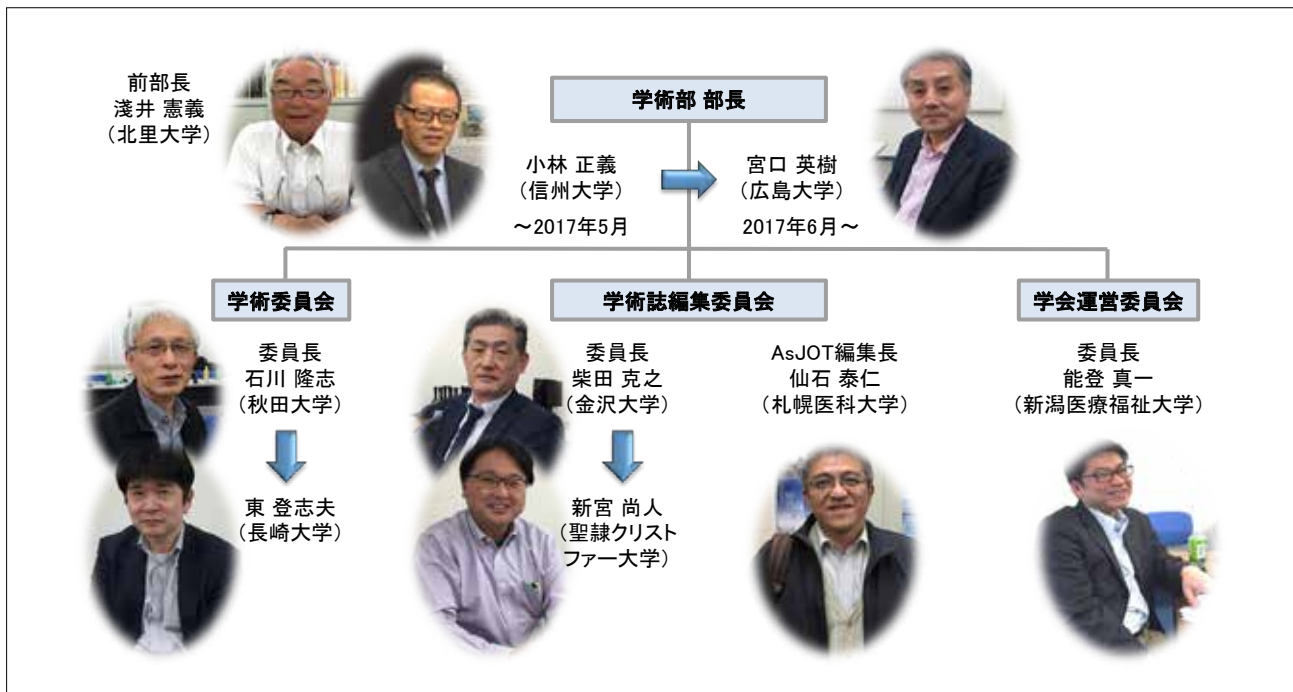 前部長
淺井 憲義
（北里大学）
学術部 部長
小林 正義
（信州大学）
～2017年5月
宮口 英樹
（広島大学）
2017年6月～
学術委員会
委員長
石川 隆志
（秋田大学）
東 登志夫
（長崎大学）
学術誌編集委員会
委員長
柴田 克之
（金沢大学）
新宮 尚人
（聖隷クリスト
ファー大学）
AsJOT編集長
仙石 泰仁
（札幌医科大学）
学会運営委員会
委員長
能登 真一
（新潟医療福祉大学）